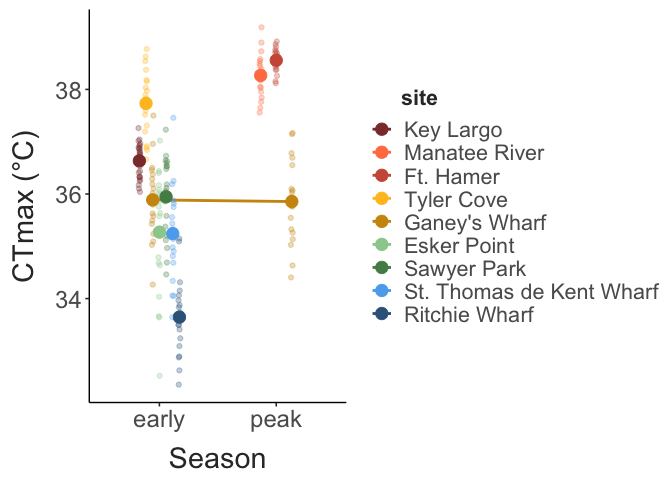 CTmax (°C)
38
36
34
early
peak
Season
site
Key Largo
Manatee River
Ft. Hamer
Tyler Cove
Ganey's Wharf
Esker Point
Sawyer Park
St. Thomas de Kent Wharf
Ritchie Wharf